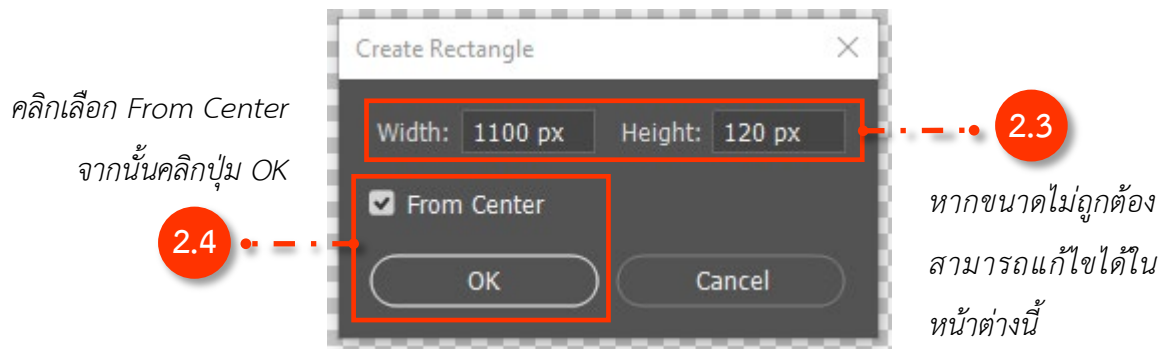 Create Rectangle
คลิกเลือก From Center
จากนั้นคลิกปุ่ม OK
2.4
Width: 1100 px Height: 120 px
From Center
OK Cancel
2.3
หากขนาดไม่ถูกต้อง
สามารถแก้ไขได้ใน
หน้าต่างนี้